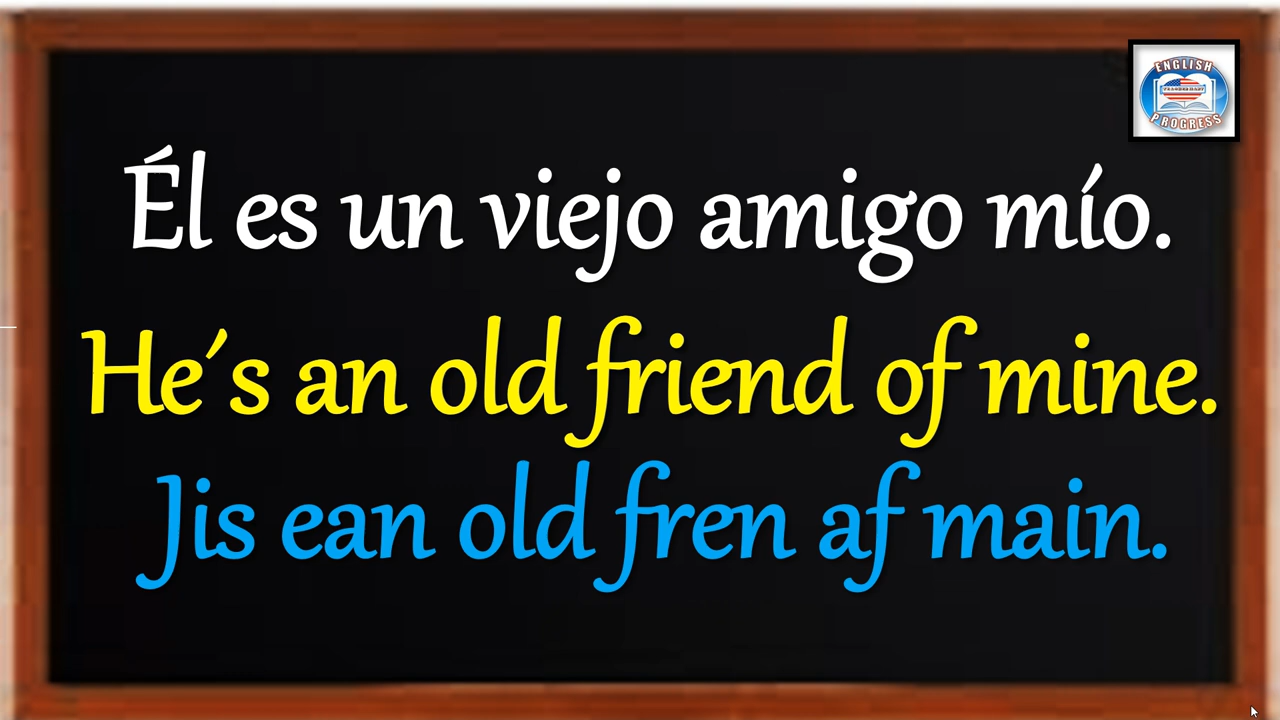 ENGLISH
PROGRESS
Él es un viejo amigo mío.
He´s an old friend of mine.
Jis ean old fren af main.